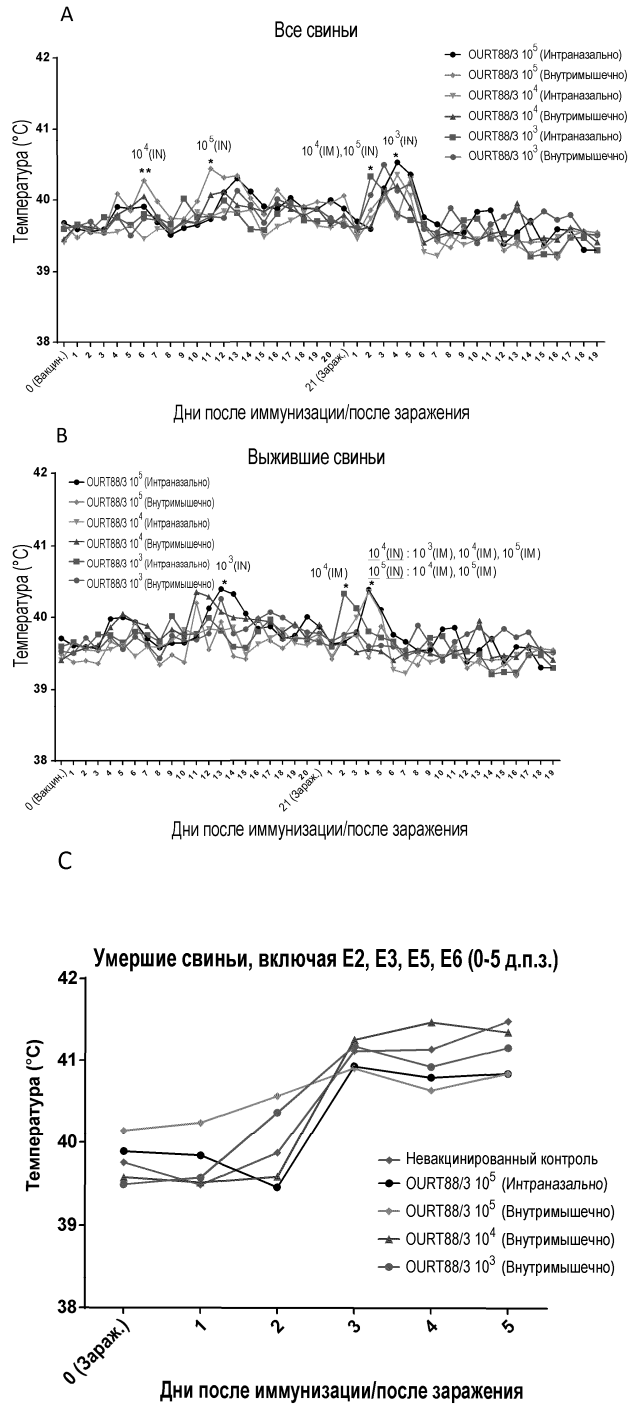 A
Все свиньи
OURT88/3 10⁵ (Интраназально)
OURT88/3 10⁵ (Внутримышечно)
OURT88/3 10⁴ (Интраназально)
OURT88/3 10⁴ (Внутримышечно)
OURT88/3 10³ (Интраназально)
OURT88/3 10³ (Внутримышечно)
10⁴(IN)
**
10⁵(IN)
*
10⁴(IM),10⁵(IN)
*
10³(IN)
*
Температура (°C)
42
41
40
39
38
0 (Вакцин.) 1 2 3 4 5 6 7 8 9 10 11 12 13 14 15 16 17 18 19 20 21 (Зараж.) 1 2 3 4 5 6 7 8 9 10 11 12 13 14 15 16 17 18 19
Дни после иммунизации/после заражения
B
Выжившие свиньи
OURT88/3 10⁵ (Интраназально)
OURT88/3 10⁵ (Внутримышечно)
OURT88/3 10⁴ (Интраназально)
OURT88/3 10⁴ (Внутримышечно)
OURT88/3 10³ (Интраназально)
OURT88/3 10³ (Внутримышечно)
10³(IN)
*
10⁴(IM)
*
10⁴(IN) : 10³(IM), 10⁴(IM), 10⁵(IM)
10⁵(IN) : 10⁴(IM), 10⁵(IM)
*
Температура (°C)
42
41
40
39
38
0 (Вакцин.) 1 2 3 4 5 6 7 8 9 10 11 12 13 14 15 16 17 18 19 20 21 (Зараж.) 1 2 3 4 5 6 7 8 9 10 11 12 13 14 15 16 17 18 19
Дни после иммунизации/после заражения
C
Умершие свиньи, включая E2, E3, E5, E6 (0-5 д.п.з.)
Температура (°C)
42
41
40
39
38
Невакцинированный контроль
OURT88/3 10⁵ (Интраназально)
OURT88/3 10⁵ (Внутримышечно)
OURT88/3 10⁴ (Внутримышечно)
OURT88/3 10³ (Внутримышечно)
0 (Зараж.) 1 2 3 4 5
Дни после иммунизации/после заражения